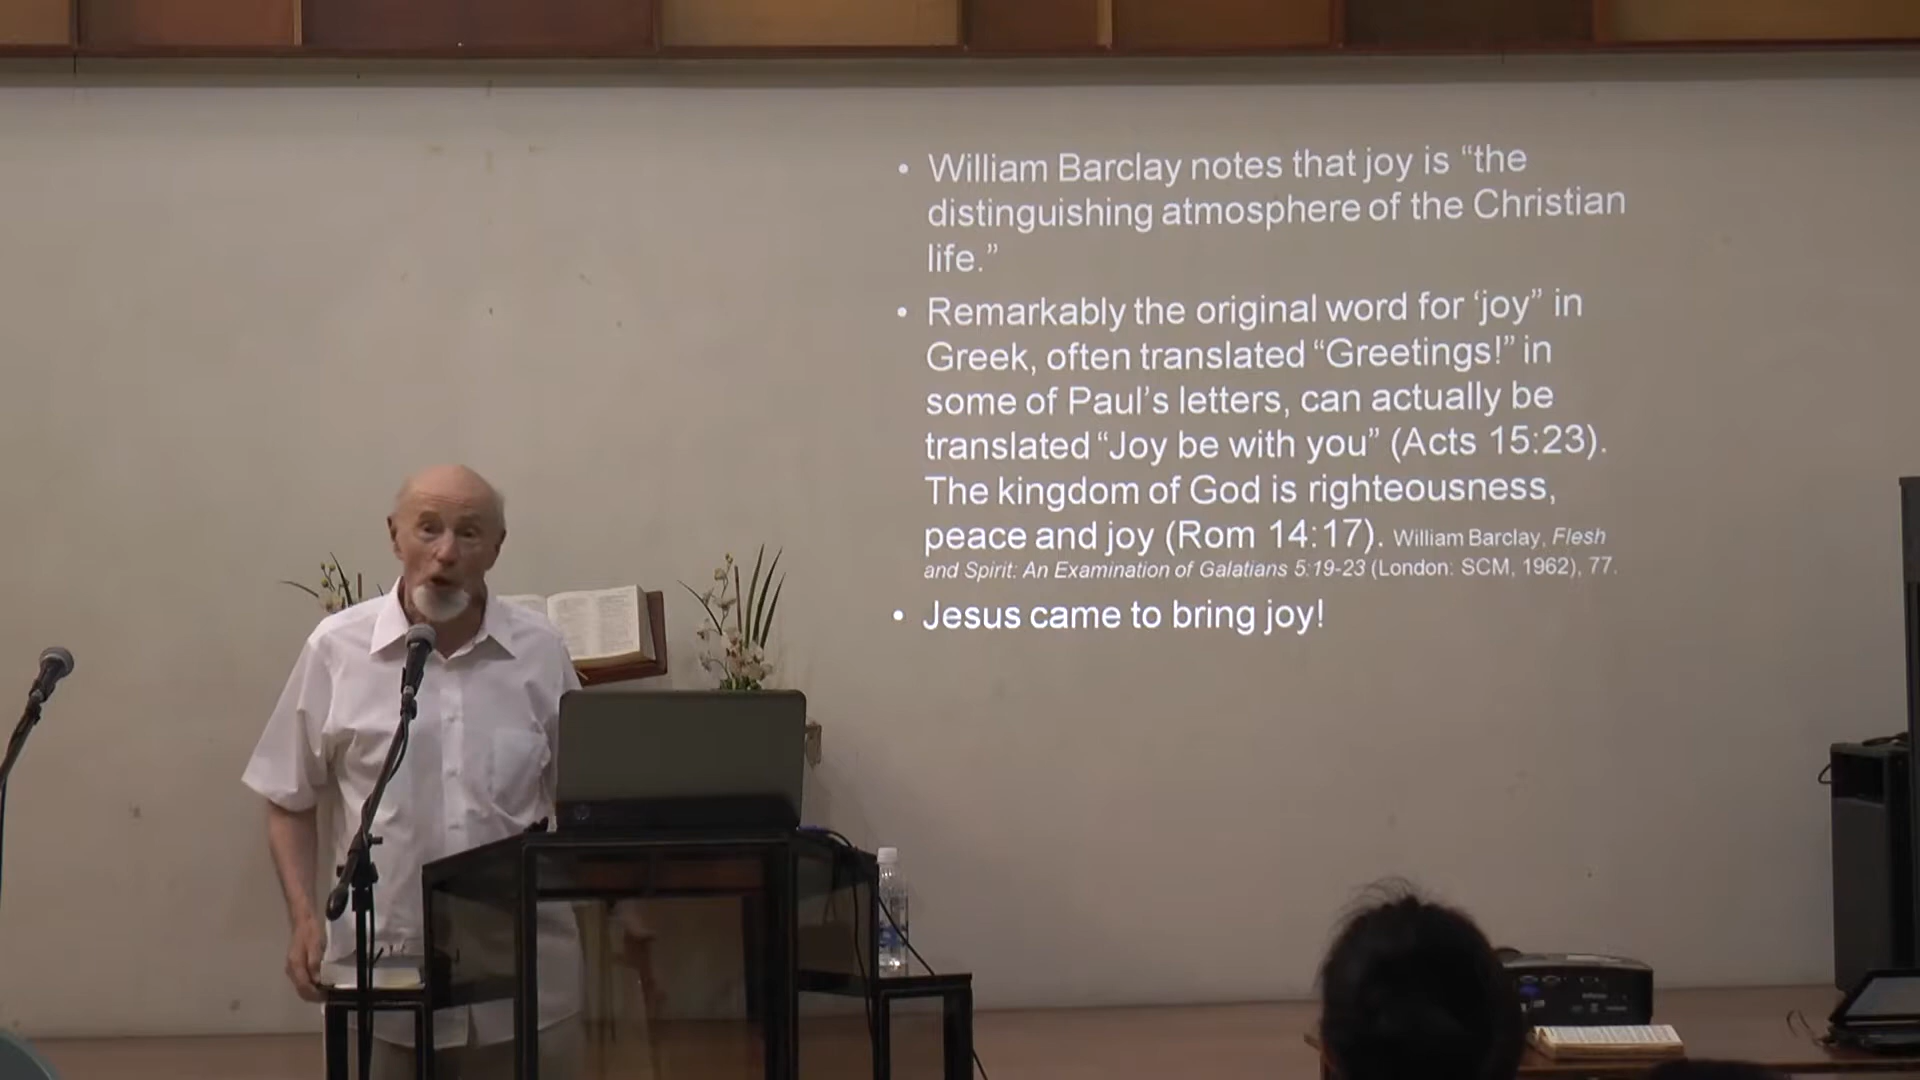 • William Barclay notes that joy is “the
distinguishing atmosphere of the Christian
life.”
• Remarkably the original word for ‘joy” in
Greek, often translated “Greetings!” in
some of Paul’s letters, can actually be
translated “Joy be with you” (Acts 15:23).
The kingdom of God is righteousness,
peace and joy (Rom 14:17). William Barclay, Flesh
and Spirit: An Examination of Galatians 5:19-23 (London: SCM, 1962), 77.
• Jesus came to bring joy!